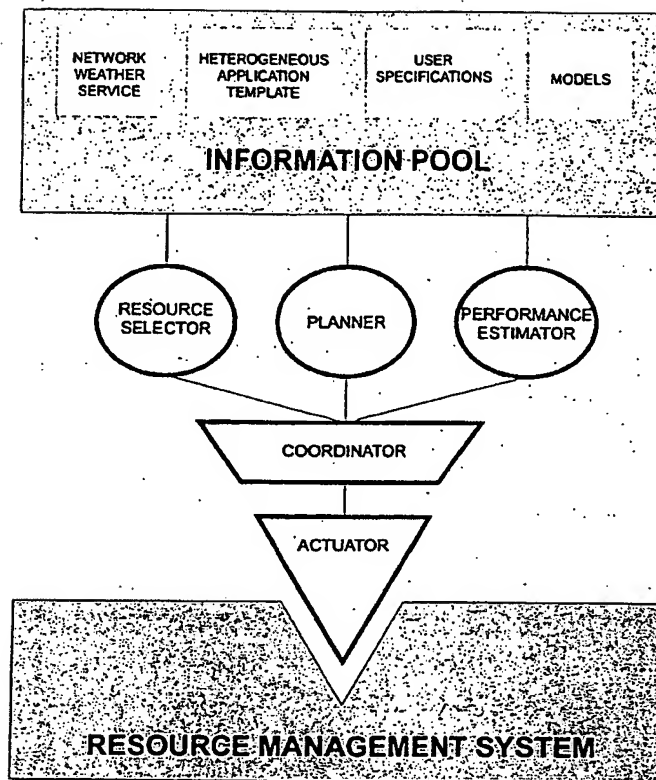 NETWORK
WEATHER
SERVICE
HETEROGENEOUS
APPLICATION
TEMPLATE
USER
SPECIFICATIONS
MODELS
INFORMATION POOL
RESOURCE
SELECTOR
PLANNER
PERFORMANCE
ESTIMATOR
COORDINATOR
ACTUATOR
RESOURCE MANAGEMENT SYSTEM